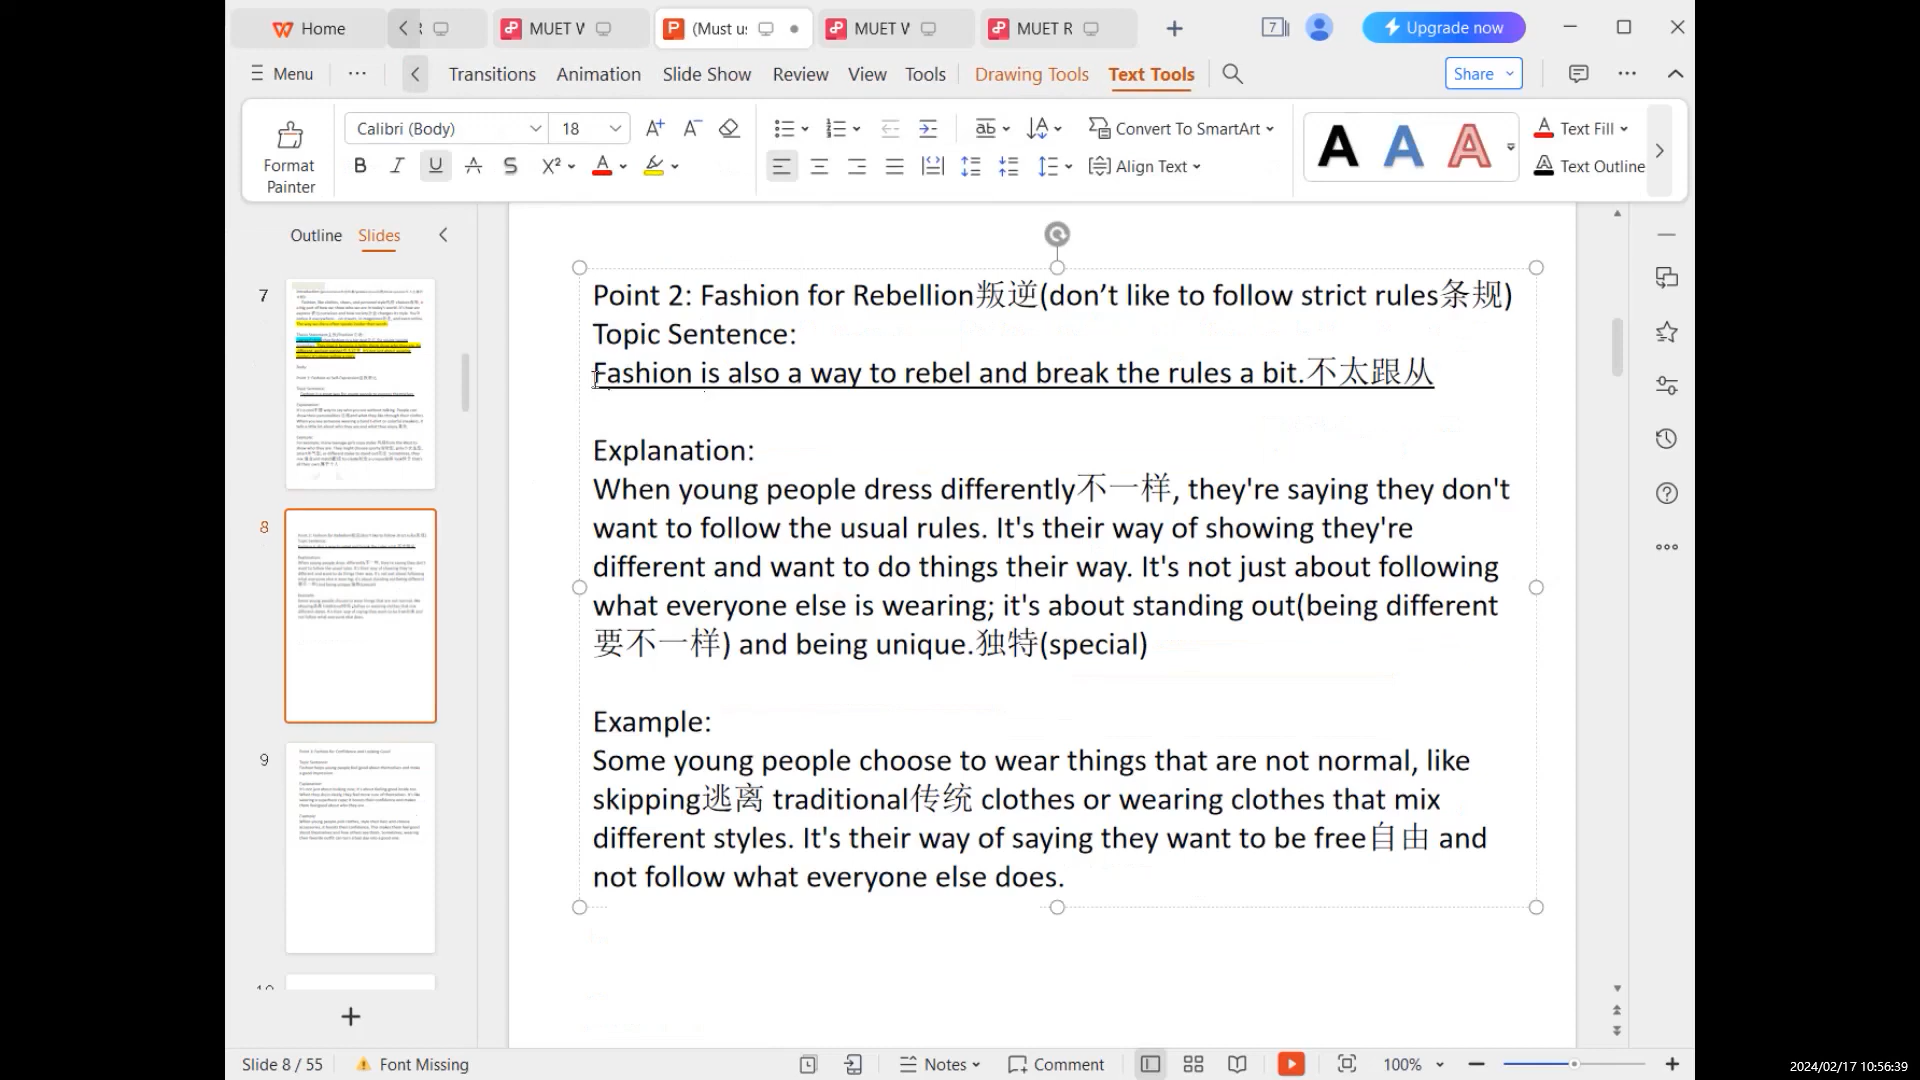 Home
MUET V
(Must u
MUET V
MUET R
7
Upgrade now
Menu
Transitions
Animation
Slide Show
Review
View
Tools
Drawing Tools
Text Tools
Share
Format
Painter
Calibri (Body)
18
Convert To SmartArt
Align Text
Text Fill
Text Outline
Outline
Slides
7
8
9
Point 2: Fashion for Rebellion叛逆(don’t like to follow strict rules条规)
Topic Sentence:
Fashion is also a way to rebel and break the rules a bit.不太跟从
Explanation:
When young people dress differently不一样, they're saying they don't
want to follow the usual rules. It's their way of showing they're
different and want to do things their way. It's not just about following
what everyone else is wearing; it's about standing out(being different
要不一样) and being unique.独特(special)
Example:
Some young people choose to wear things that are not normal, like
skipping逃离 traditional传统 clothes or wearing clothes that mix
different styles. It's their way of saying they want to be free自由 and
not follow what everyone else does.
Slide 8 / 55
Font Missing
Notes
Comment
100%
2024/02/17 10:56:39